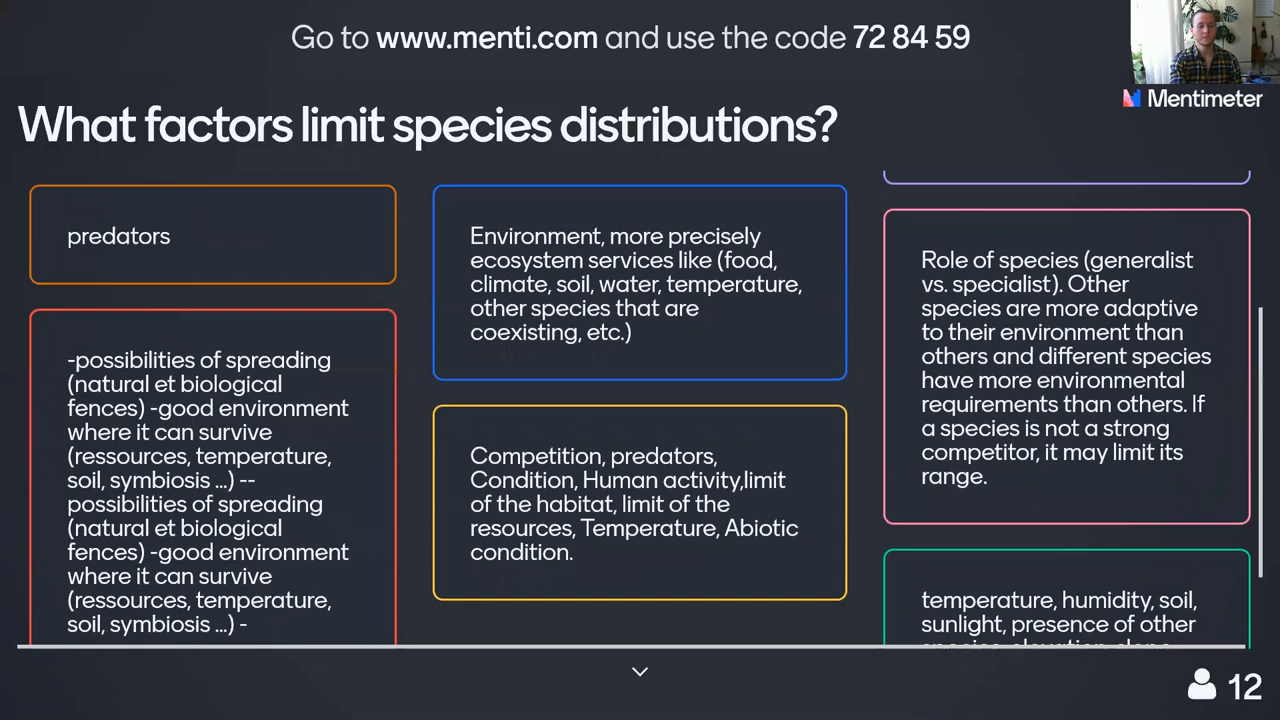 Go to www.menti.com and use the code 72 84 59
Mentimeter
What factors limit species distributions?
predators
-possibilities of spreading
(natural et biological
fences) -good environment
where it can survive
(ressources, temperature,
soil, symbiosis ...) --
possibilities of spreading
(natural et biological
fences) -good environment
where it can survive
(ressources, temperature,
soil, symbiosis ...) -
Environment, more precisely
ecosystem services like (food,
climate, soil, water, temperature,
other species that are
coexisting, etc.)
Competition, predators,
Condition, Human activity,limit
of the habitat, limit of the
resources, Temperature, Abiotic
condition.
Role of species (generalist
vs. specialist). Other
species are more adaptive
to their environment than
others and different species
have more environmental
requirements than others. If
a species is not a strong
competitor, it may limit its
range.
temperature, humidity, soil,
sunlight, presence of other
species, elevation, slope
12